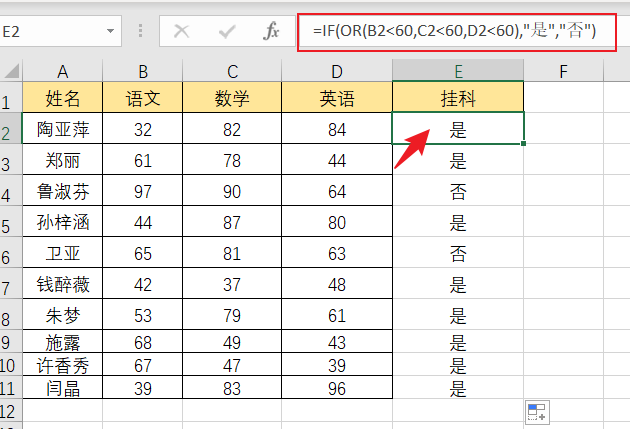 E2 fx =IF(OR(B2<60,C2<60,D2<60),"是","否")
A B C D E F
1 姓名 语文 数学 英语 挂科
2 陶亚萍 32 82 84 是
3 郑丽 61 78 44 是
4 鲁淑芬 97 90 64 否
5 孙梓涵 44 87 80 是
6 卫亚 65 81 63 否
7 钱醉薇 42 37 48 是
8 朱梦 53 79 61 是
9 施露 68 49 43 是
10 许香秀 67 47 39 是
11 闫晶 39 83 96 是
12